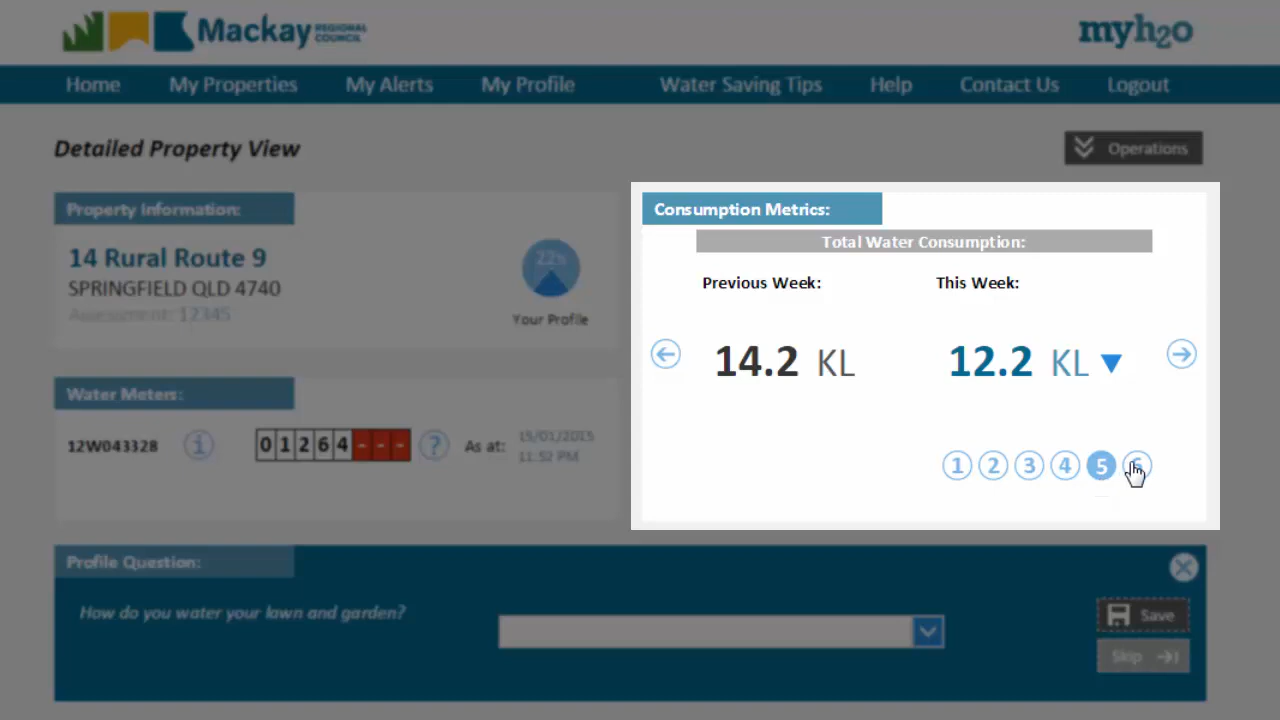 Mackay REGIONAL COUNCIL
myh2o
Home My Properties My Alerts My Profile Water Saving Tips Help Contact Us Logout
Detailed Property View
Operations
Property Information:
14 Rural Route 9
SPRINGFIELD QLD 4740
Assessment: 12345
22%
Your Profile
Consumption Metrics:
Total Water Consumption:
Previous Week: This Week:
14.2 KL 12.2 KL
1 2 3 4 5 6
Water Meters:
12W043328 i 01264--- ? As at: 15/01/2015
11:52 PM
Profile Question:
How do you water your lawn and garden?
Save
Skip